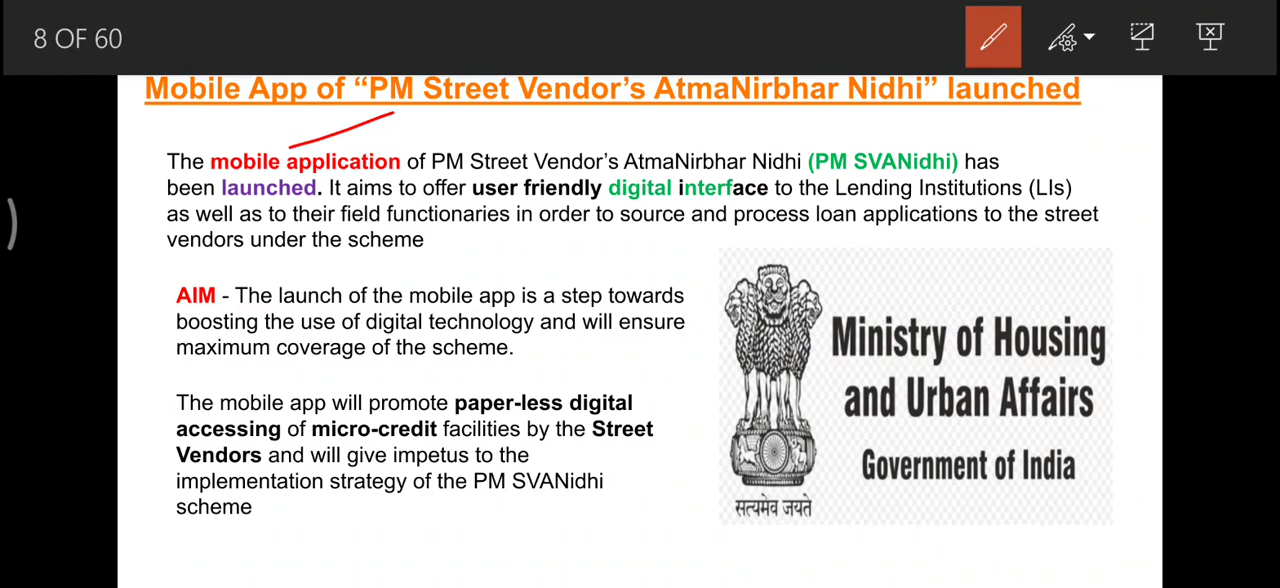 8 OF 60
Mobile App of “PM Street Vendor’s AtmaNirbhar Nidhi” launched
The mobile application of PM Street Vendor’s AtmaNirbhar Nidhi (PM SVANidhi) has
been launched. It aims to offer user friendly digital interface to the Lending Institutions (LIs)
as well as to their field functionaries in order to source and process loan applications to the street
vendors under the scheme
AIM - The launch of the mobile app is a step towards
boosting the use of digital technology and will ensure
maximum coverage of the scheme.
The mobile app will promote paper-less digital
accessing of micro-credit facilities by the Street
Vendors and will give impetus to the
implementation strategy of the PM SVANidhi
scheme
Ministry of Housing
and Urban Affairs
Government of India
सत्यमेव जयते